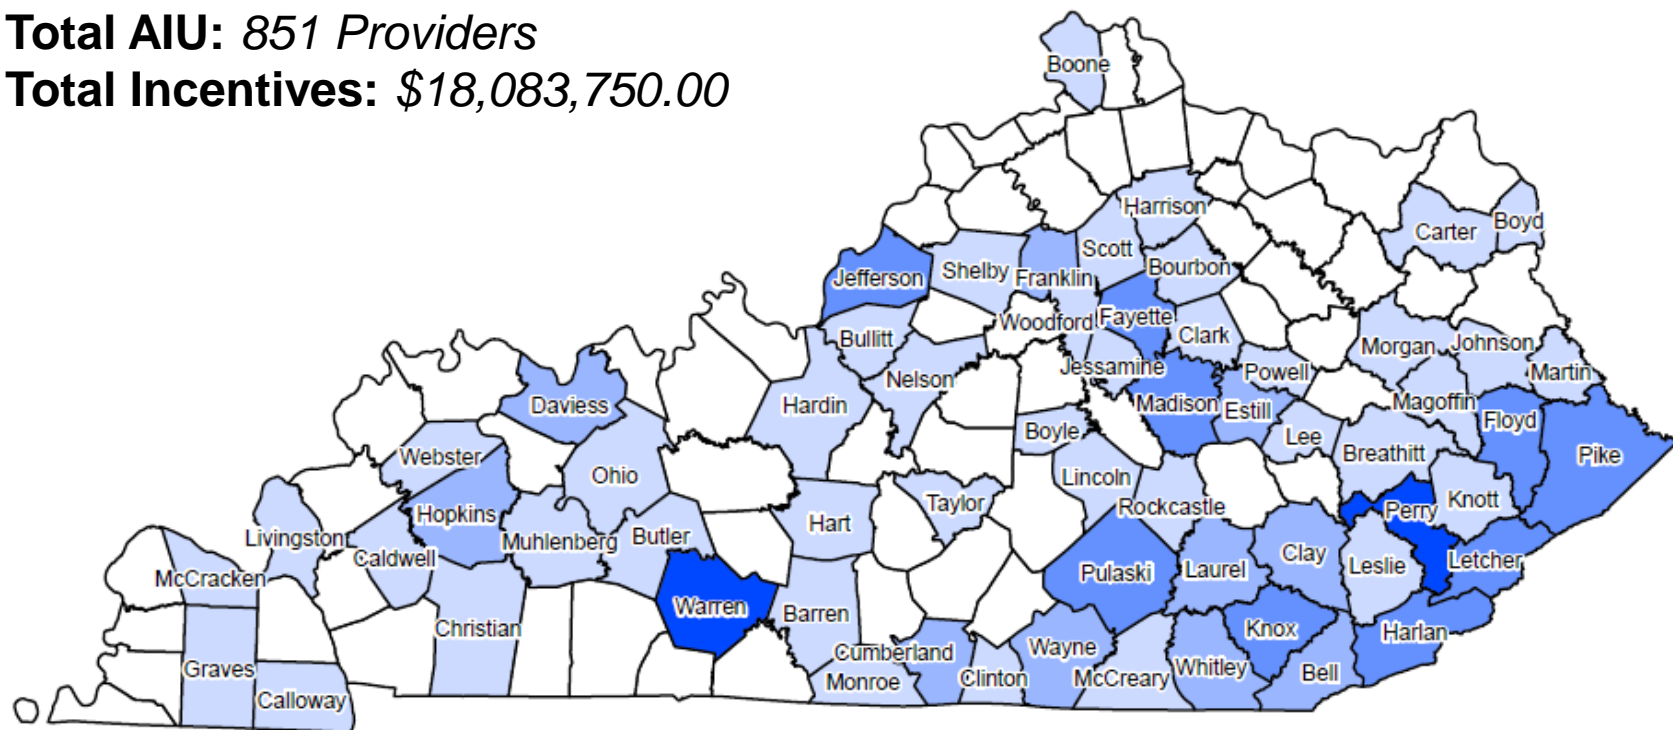 Total AIU: 851 Providers
Total Incentives: $18,083,750.00
Boone
Harrison
Carter
Boyd
Scott
Jefferson
Shelby
Franklin
Bourbon
Woodford
Fayette
Bullitt
Clark
Morgan
Johnson
Jessamine
Powell
Martin
Nelson
Daviess
Hardin
Madison
Estill
Magoffin
Floyd
Boyle
Lee
Breathitt
Pike
Webster
Ohio
Lincoln
Taylor
Rockcastle
Knott
Hopkins
Perry
Livingston
Muhlenberg
Butler
Hart
Caldwell
Clay
Letcher
McCracken
Pulaski
Laurel
Leslie
Warren
Barren
Christian
Knox
Harlan
Cumberland
Wayne
Graves
Monroe
Clinton
McCreary
Whitley
Bell
Calloway